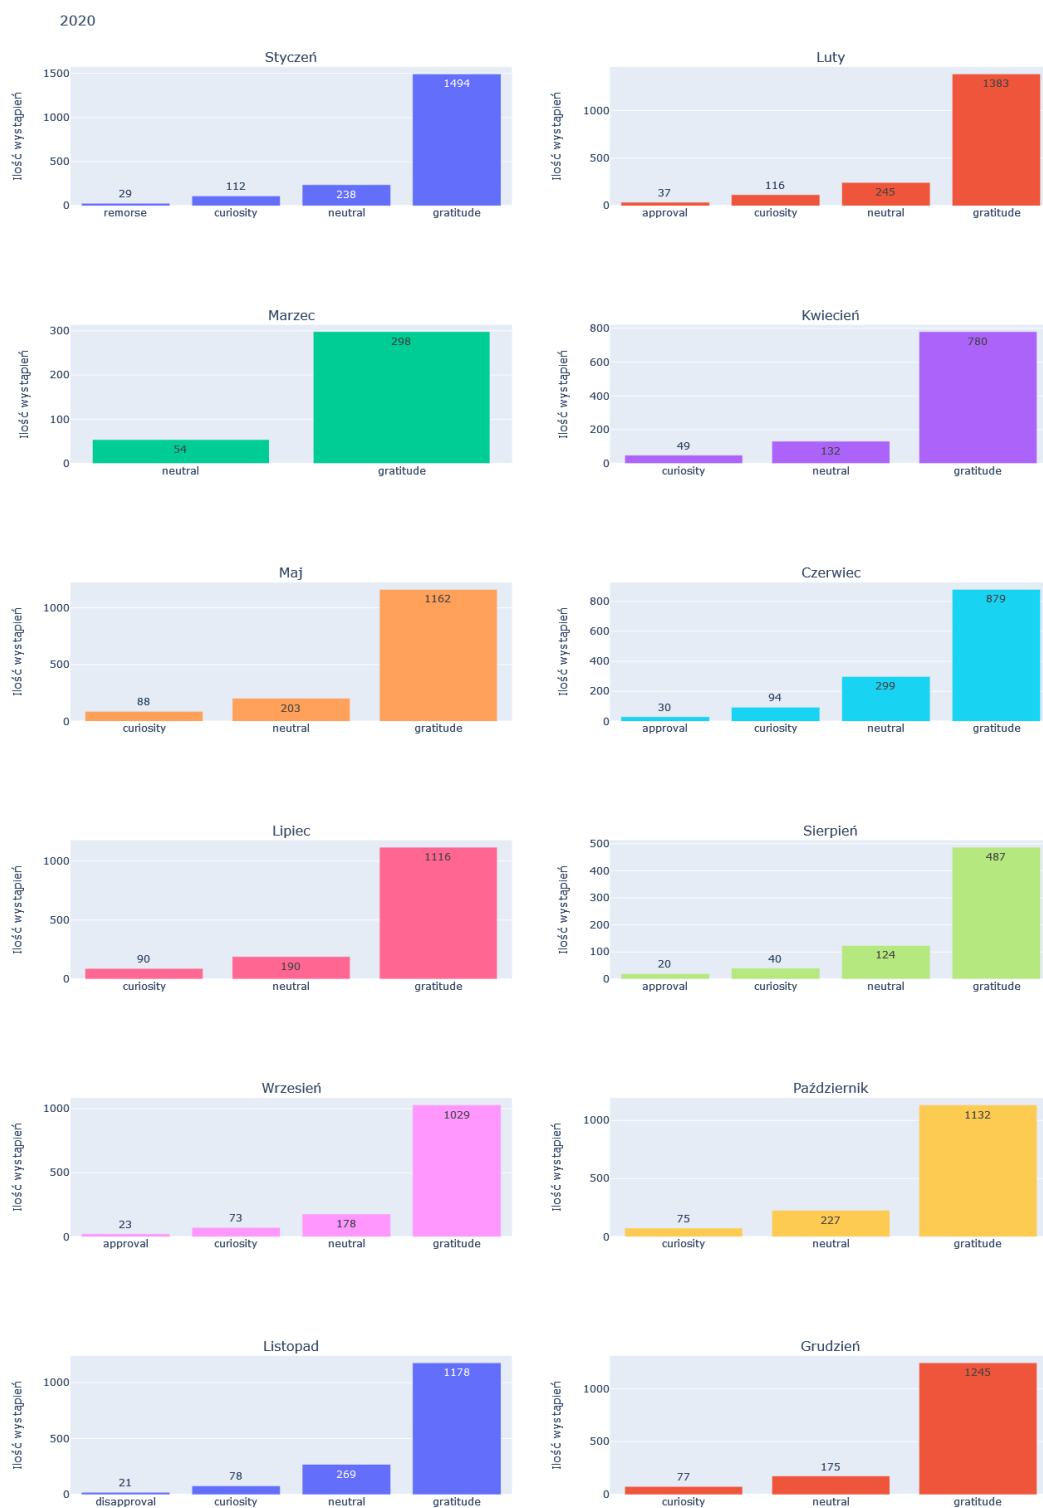 2020
Styczeń
Luty
Ilość wystąpień
1500
1000
500
0
29
112
238
1494
remorse
curiosity
neutral
gratitude
Ilość wystąpień
1000
500
0
37
116
245
1383
approval
curiosity
neutral
gratitude
Marzec
Kwiecień
Ilość wystąpień
300
200
100
0
54
298
neutral
gratitude
Ilość wystąpień
800
600
400
200
0
49
132
780
curiosity
neutral
gratitude
Maj
Czerwiec
Ilość wystąpień
1000
500
0
88
203
1162
curiosity
neutral
gratitude
Ilość wystąpień
800
600
400
200
0
30
94
299
879
approval
curiosity
neutral
gratitude
Lipiec
Sierpień
Ilość wystąpień
1000
500
0
90
190
1116
curiosity
neutral
gratitude
Ilość wystąpień
500
400
300
200
100
0
20
40
124
487
approval
curiosity
neutral
gratitude
Wrzesień
Październik
Ilość wystąpień
1000
500
0
23
73
178
1029
approval
curiosity
neutral
gratitude
Ilość wystąpień
1000
500
0
75
227
1132
curiosity
neutral
gratitude
Listopad
Grudzień
Ilość wystąpień
1000
500
0
21
78
269
1178
disapproval
curiosity
neutral
gratitude
Ilość wystąpień
1000
500
0
77
175
1245
curiosity
neutral
gratitude